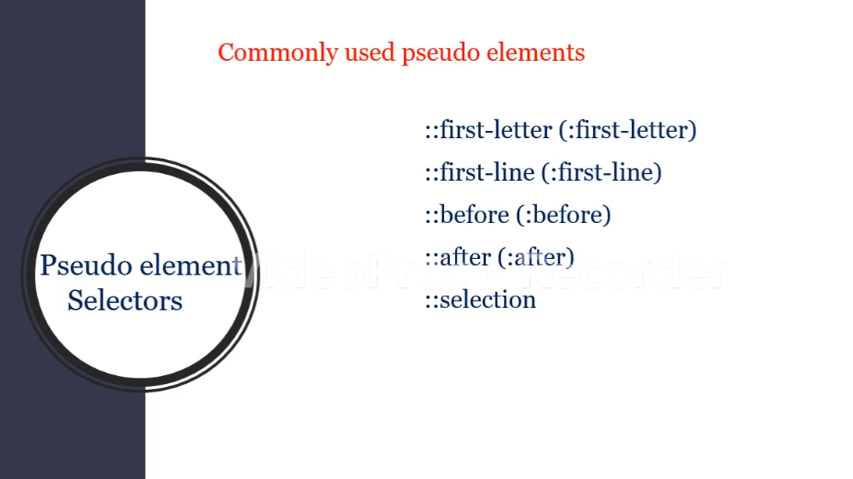 Commonly used pseudo elements
::first-letter (:first-letter)
::first-line (:first-line)
::before (:before)
::after (:after)
::selection
Pseudo element
Selectors